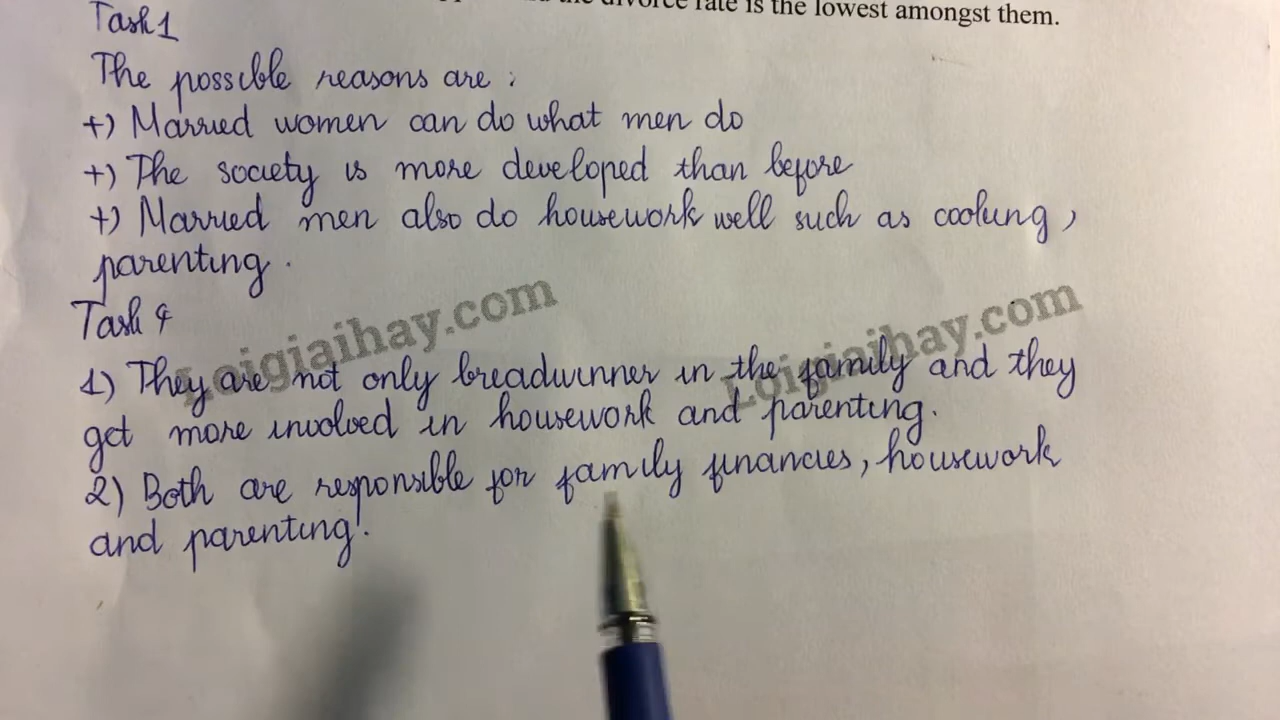 divorce rate is the lowest amongst them.
Task 1
The possible reasons are :
+) Married women can do what men do
+) The society is more developed than before
+) Married men also do housework well such as cooking,
parenting.
Task 4
1) They are not only breadwinner in the family and they
get more involved in housework and parenting.
2) Both are responsible for family financies, housework
and parenting.
Loigiaihay.com
Loigiaihay.com